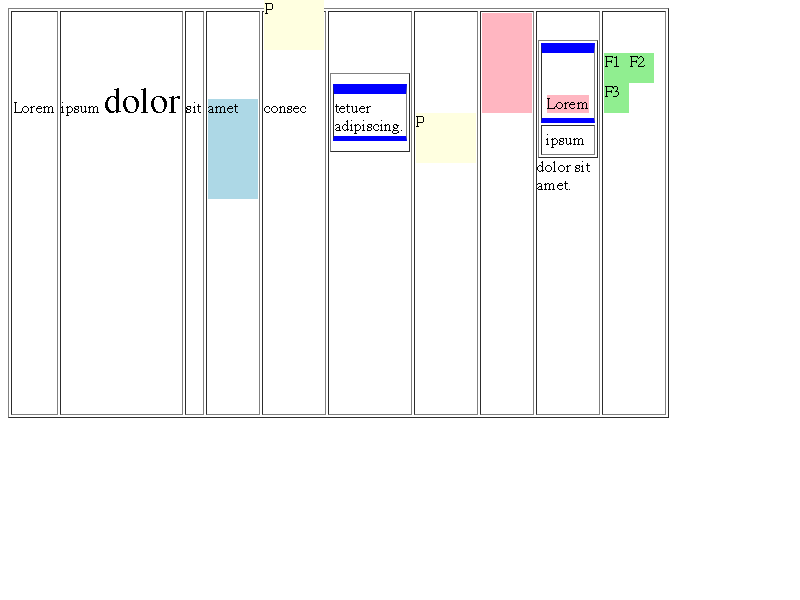 P
Lorem ipsum dolor sit amet consec
tetuer
adipiscing.
P
Lorem
ipsum
dolor sit
amet.
F1 F2
F3